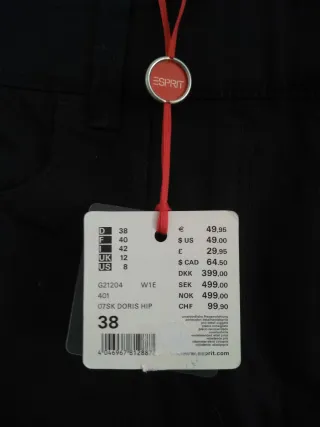 ESPRIT
D 38
F 40
I 42
UK 12
US 8
G21204 W1E
401
07SK DORIS HIP
38
€ 49,95
$ US 49.00
£ 29.95
$ CAD 64.50
DKK 399,00
SEK 499,00
NOK 499,00
CHF 99,90
www.esprit.com